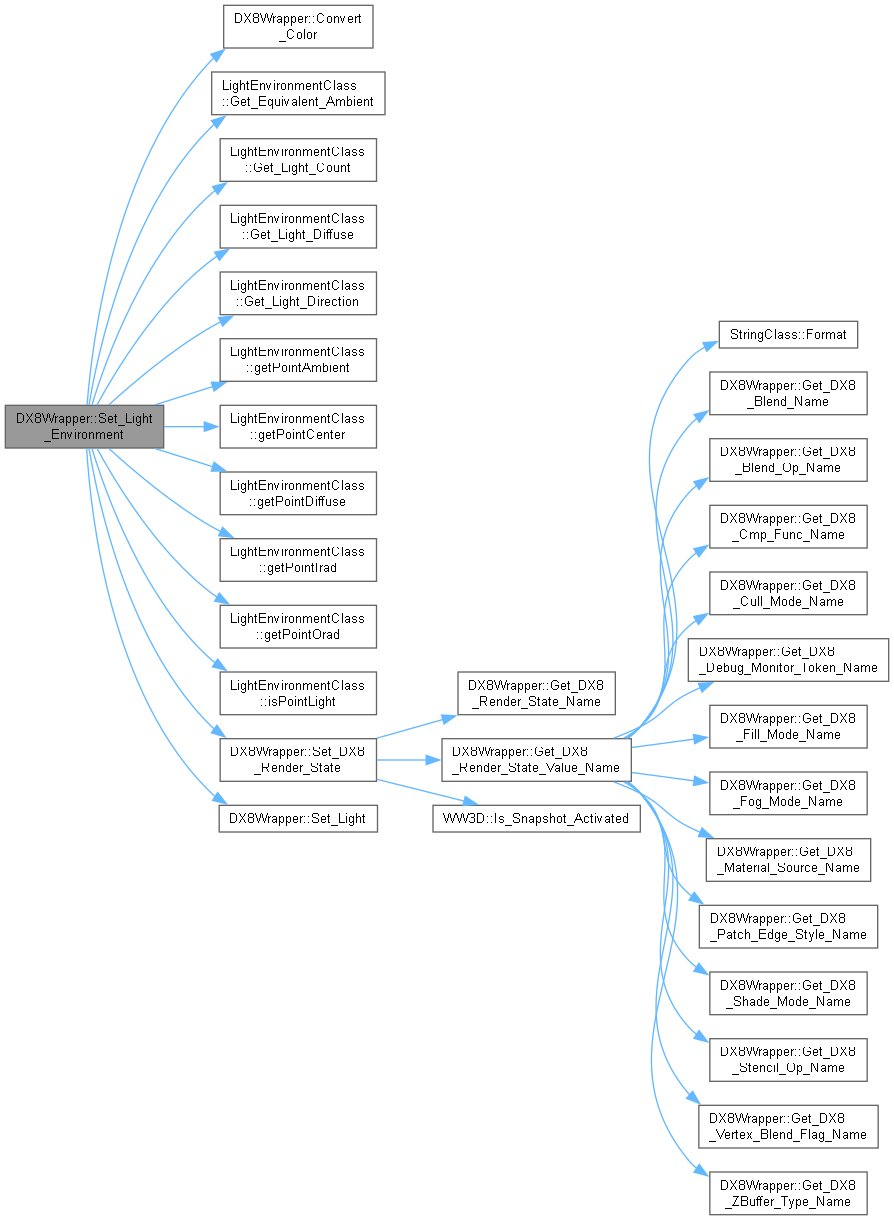 DX8Wrapper::Convert
_Color
LightEnvironmentClass
::Get_Equivalent_Ambient
LightEnvironmentClass
::Get_Light_Count
LightEnvironmentClass
::Get_Light_Diffuse
LightEnvironmentClass
::Get_Light_Direction
LightEnvironmentClass
::getPointAmbient
DX8Wrapper::Set_Light
_Environment
LightEnvironmentClass
::getPointCenter
LightEnvironmentClass
::getPointDiffuse
LightEnvironmentClass
::getPointIrad
LightEnvironmentClass
::getPointOrad
LightEnvironmentClass
::isPointLight
DX8Wrapper::Set_DX8
_Render_State
DX8Wrapper::Set_Light
DX8Wrapper::Get_DX8
_Render_State_Name
DX8Wrapper::Get_DX8
_Render_State_Value_Name
WW3D::Is_Snapshot_Activated
StringClass::Format
DX8Wrapper::Get_DX8
_Blend_Name
DX8Wrapper::Get_DX8
_Blend_Op_Name
DX8Wrapper::Get_DX8
_Cmp_Func_Name
DX8Wrapper::Get_DX8
_Cull_Mode_Name
DX8Wrapper::Get_DX8
_Debug_Monitor_Token_Name
DX8Wrapper::Get_DX8
_Fill_Mode_Name
DX8Wrapper::Get_DX8
_Fog_Mode_Name
DX8Wrapper::Get_DX8
_Material_Source_Name
DX8Wrapper::Get_DX8
_Patch_Edge_Style_Name
DX8Wrapper::Get_DX8
_Shade_Mode_Name
DX8Wrapper::Get_DX8
_Stencil_Op_Name
DX8Wrapper::Get_DX8
_Vertex_Blend_Flag_Name
DX8Wrapper::Get_DX8
_ZBuffer_Type_Name